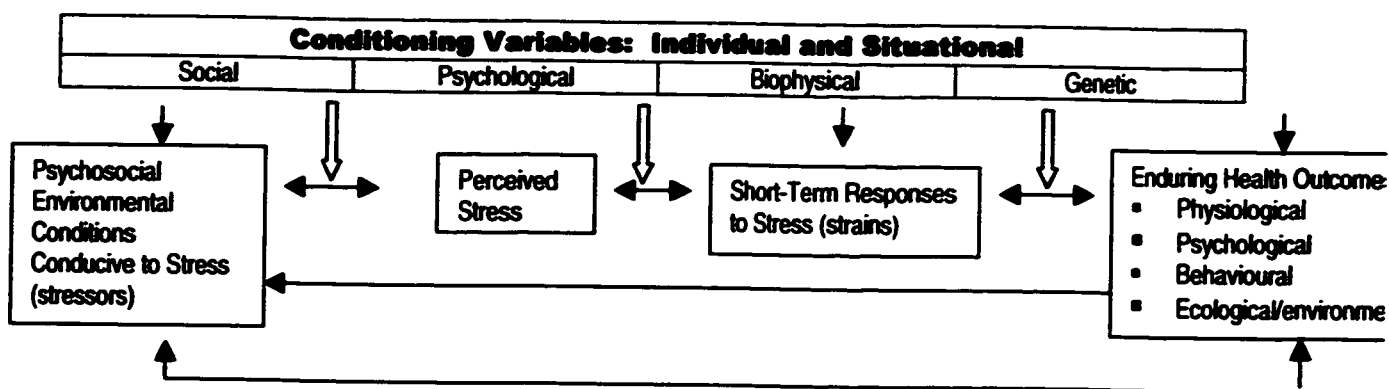 Conditioning Variables: Individual and Situational
Social Psychological Biophysical Genetic
Psychosocial
Environmental
Conditions
Conducive to Stress
(stressors)
Perceived
Stress
Short-Term Responses
to Stress (strains)
Enduring Health Outcome
Physiological
Psychological
Behavioural
Ecological/environme